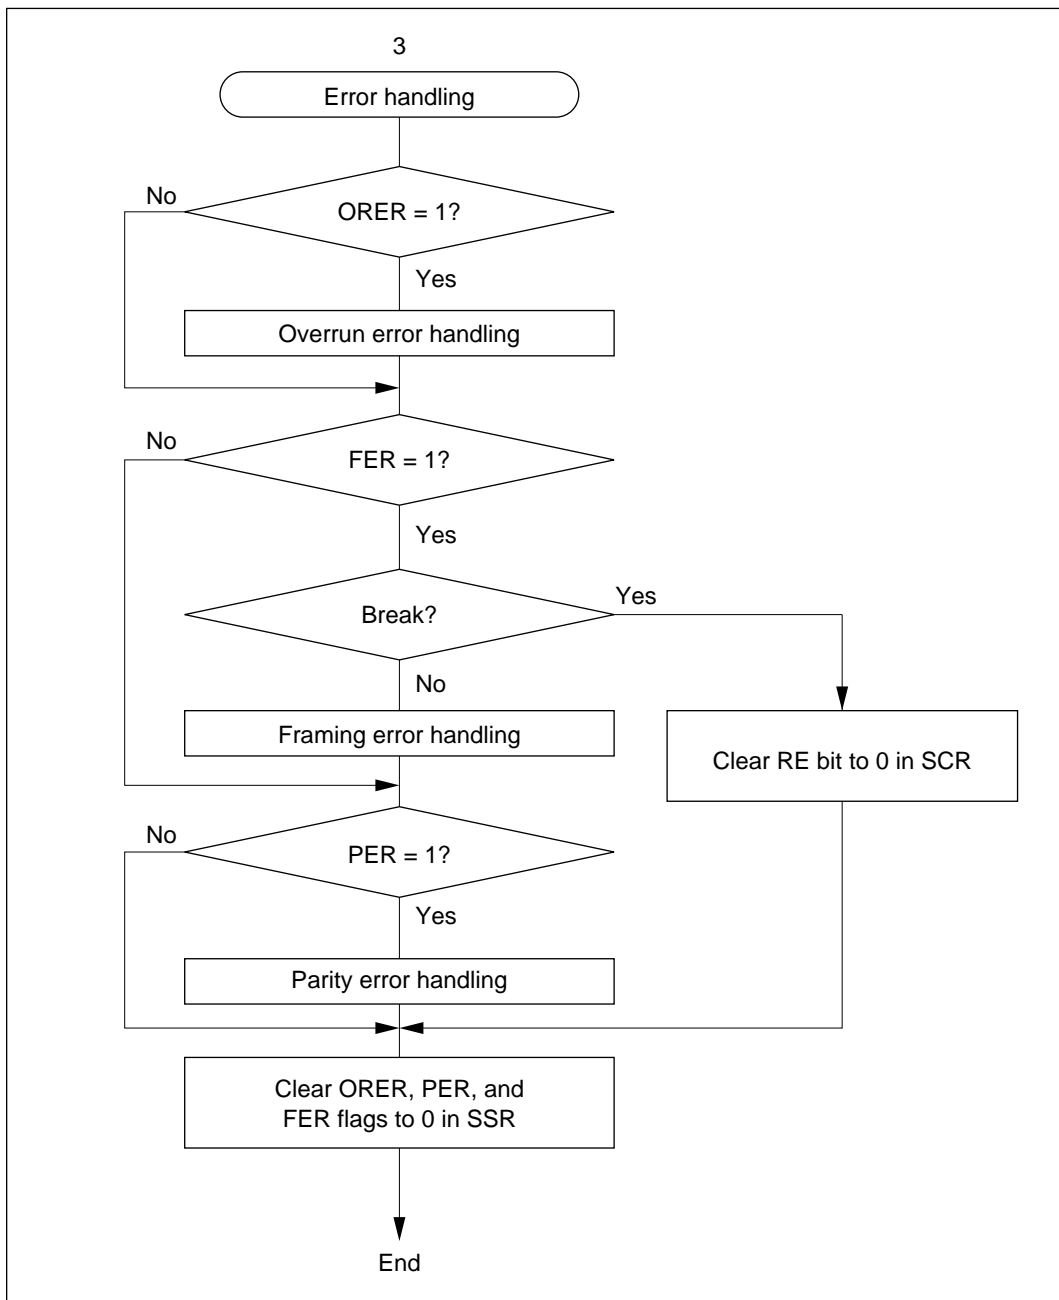 3
Error handling
No
ORER = 1?
Yes
Overrun error handling
No
FER = 1?
Yes
Break?
Yes
No
Framing error handling
Clear RE bit to 0 in SCR
No
PER = 1?
Yes
Parity error handling
Clear ORER, PER, and
FER flags to 0 in SSR
End